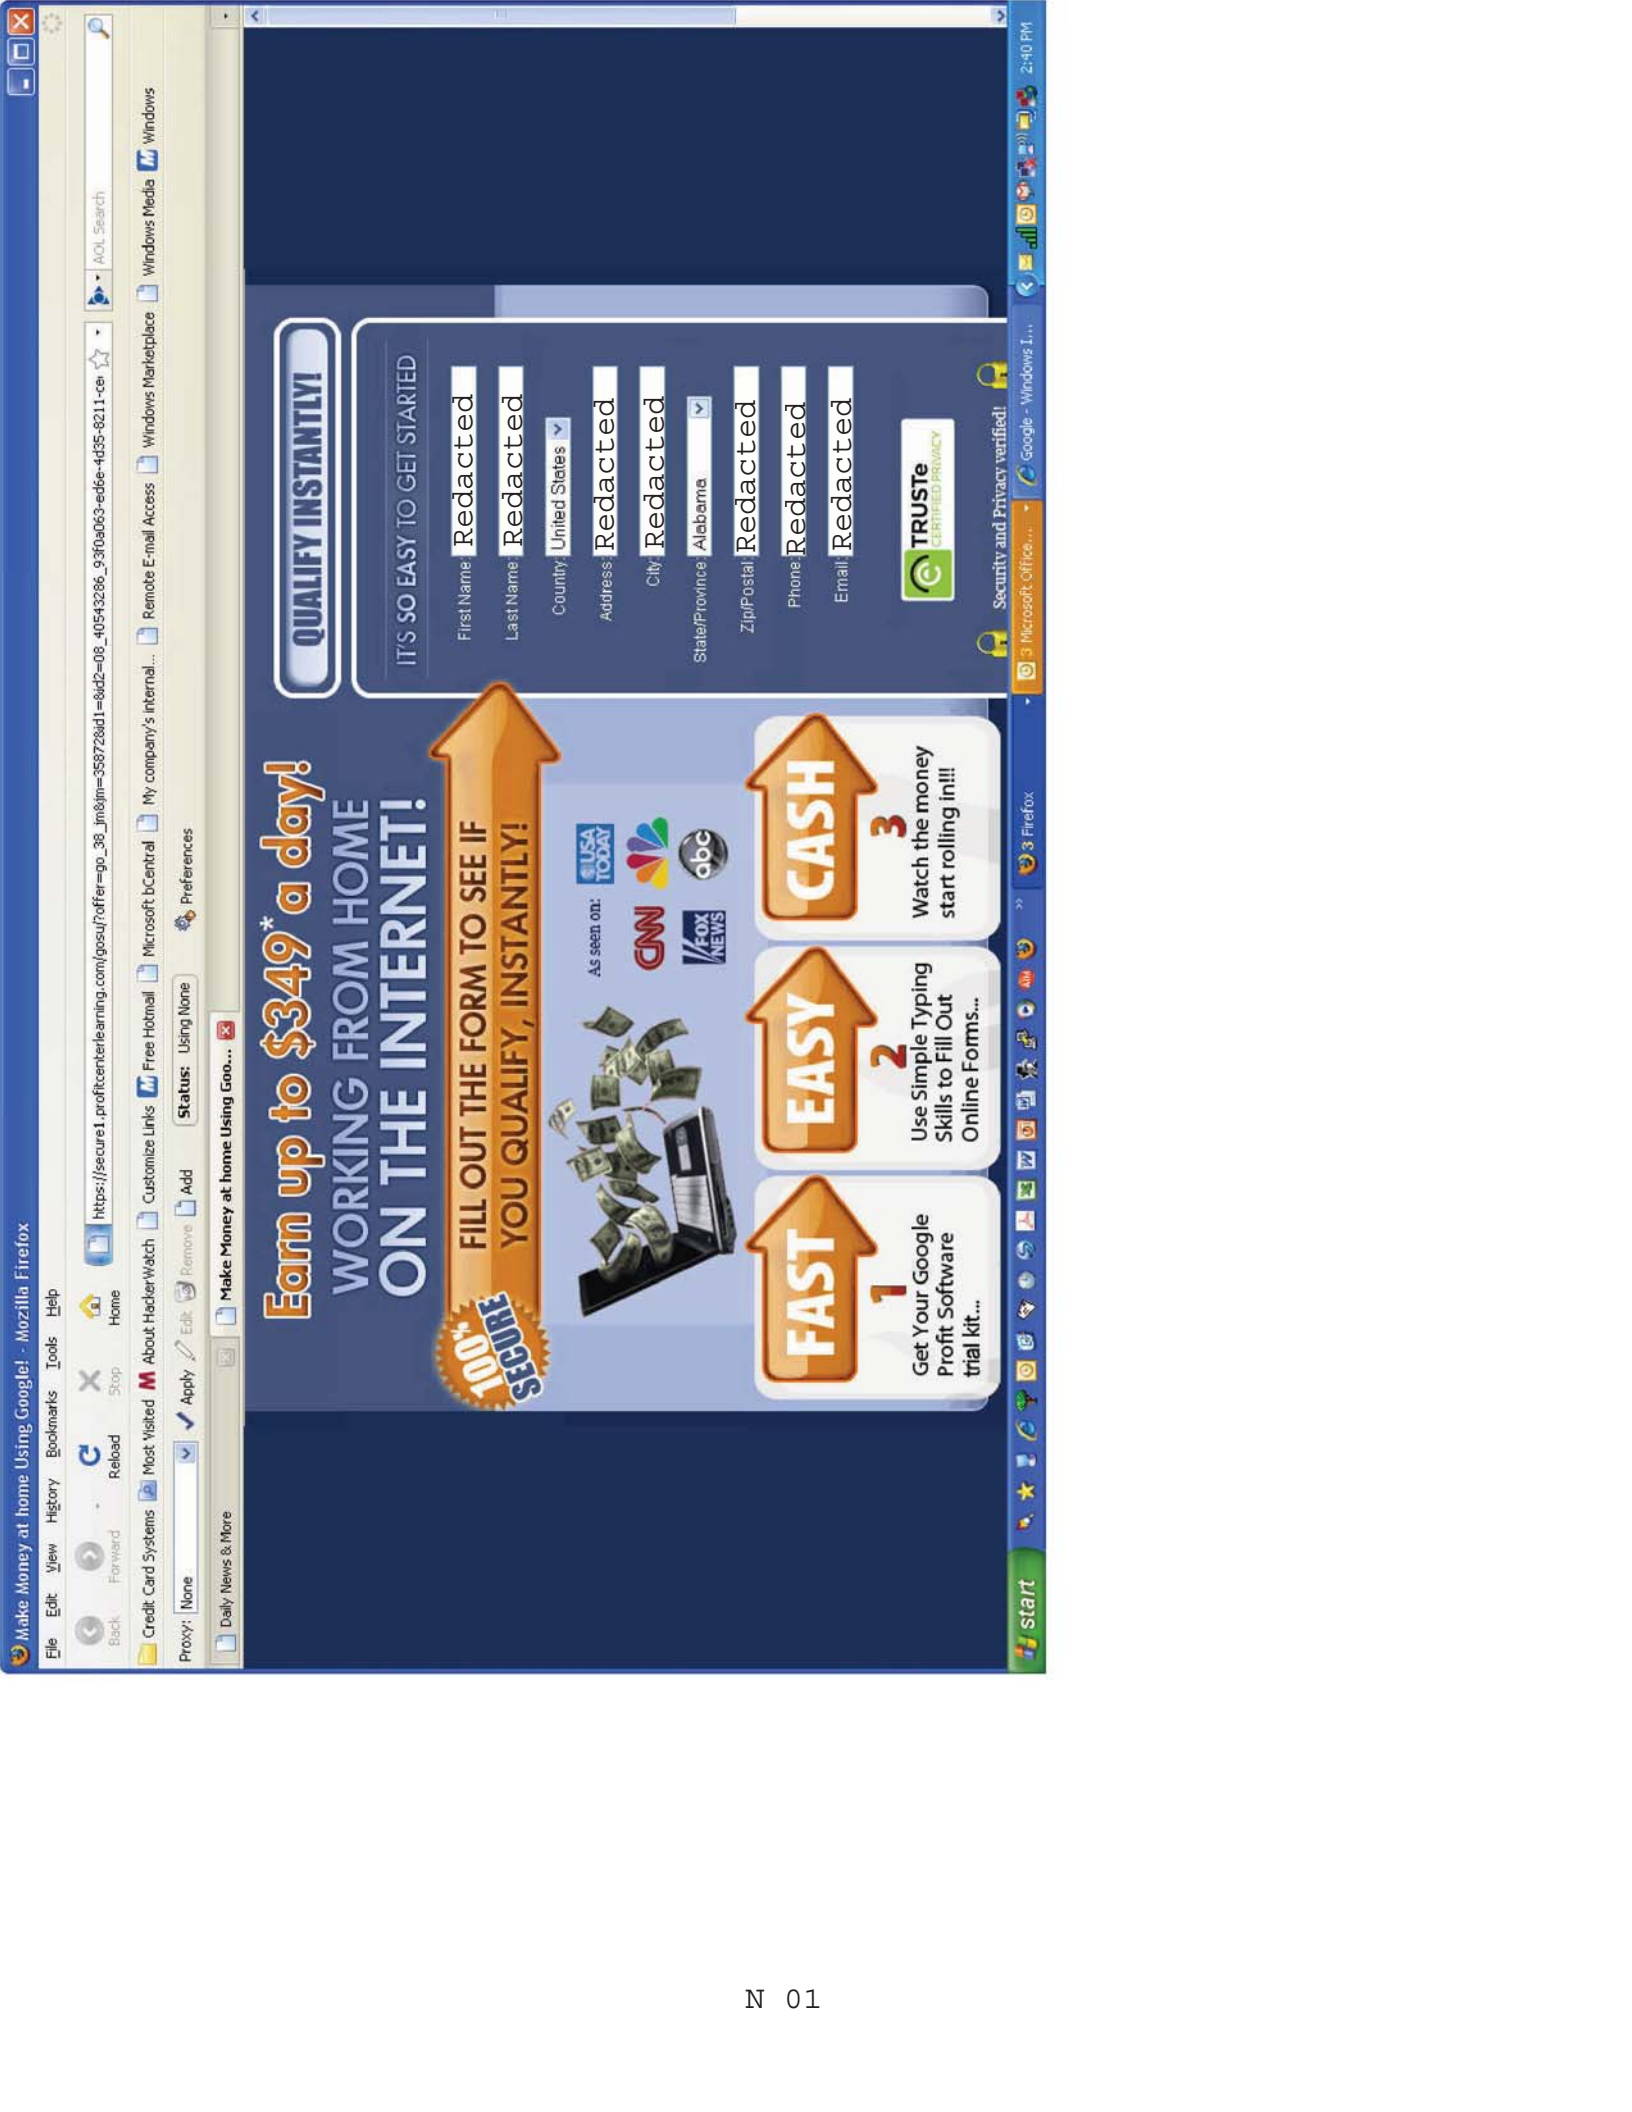 Make Money at home Using Google! - Mozilla Firefox
File Edit View History Bookmarks Tools Help
Back Forward Reload Stop Home
https://secure1.profitcenterlearning.com/gosu/?offer=go_38_jm&jm=35872&id1=&id2=08_40543286_93f0a063-ed6e-4d35-8211-ce
AOL Search
Credit Card Systems Most Visited About HackerWatch Customize Links Free Hotmail Microsoft bCentral My company's internal... Remote E-mail Access Windows Marketplace Windows Media Windows
Proxy: None Apply Edit Remove Add Status: Using None Preferences
Daily News & More
Make Money at home Using Goo...
Earn up to $349* a day!
WORKING FROM HOME
ON THE INTERNET!
100%
SECURE
FILL OUT THE FORM TO SEE IF
YOU QUALIFY, INSTANTLY!
As seen on:
USA
TODAY
CNN
FOX
NEWS
abc
FAST
1
Get Your Google
Profit Software
trial kit...
EASY
2
Use Simple Typing
Skills to Fill Out
Online Forms...
CASH
3
Watch the money
start rolling in!!!
QUALIFY INSTANTLY!
IT'S SO EASY TO GET STARTED
First Name: Redacted
Last Name: Redacted
Country: United States
Address: Redacted
City: Redacted
State/Province: Alabama
Zip/Postal: Redacted
Phone: Redacted
Email: Redacted
TRUSTe
CERTIFIED PRIVACY
Security and Privacy verified!
start
3 Firefox
3 Microsoft Office...
Google - Windows I...
2:40 PM
N 01